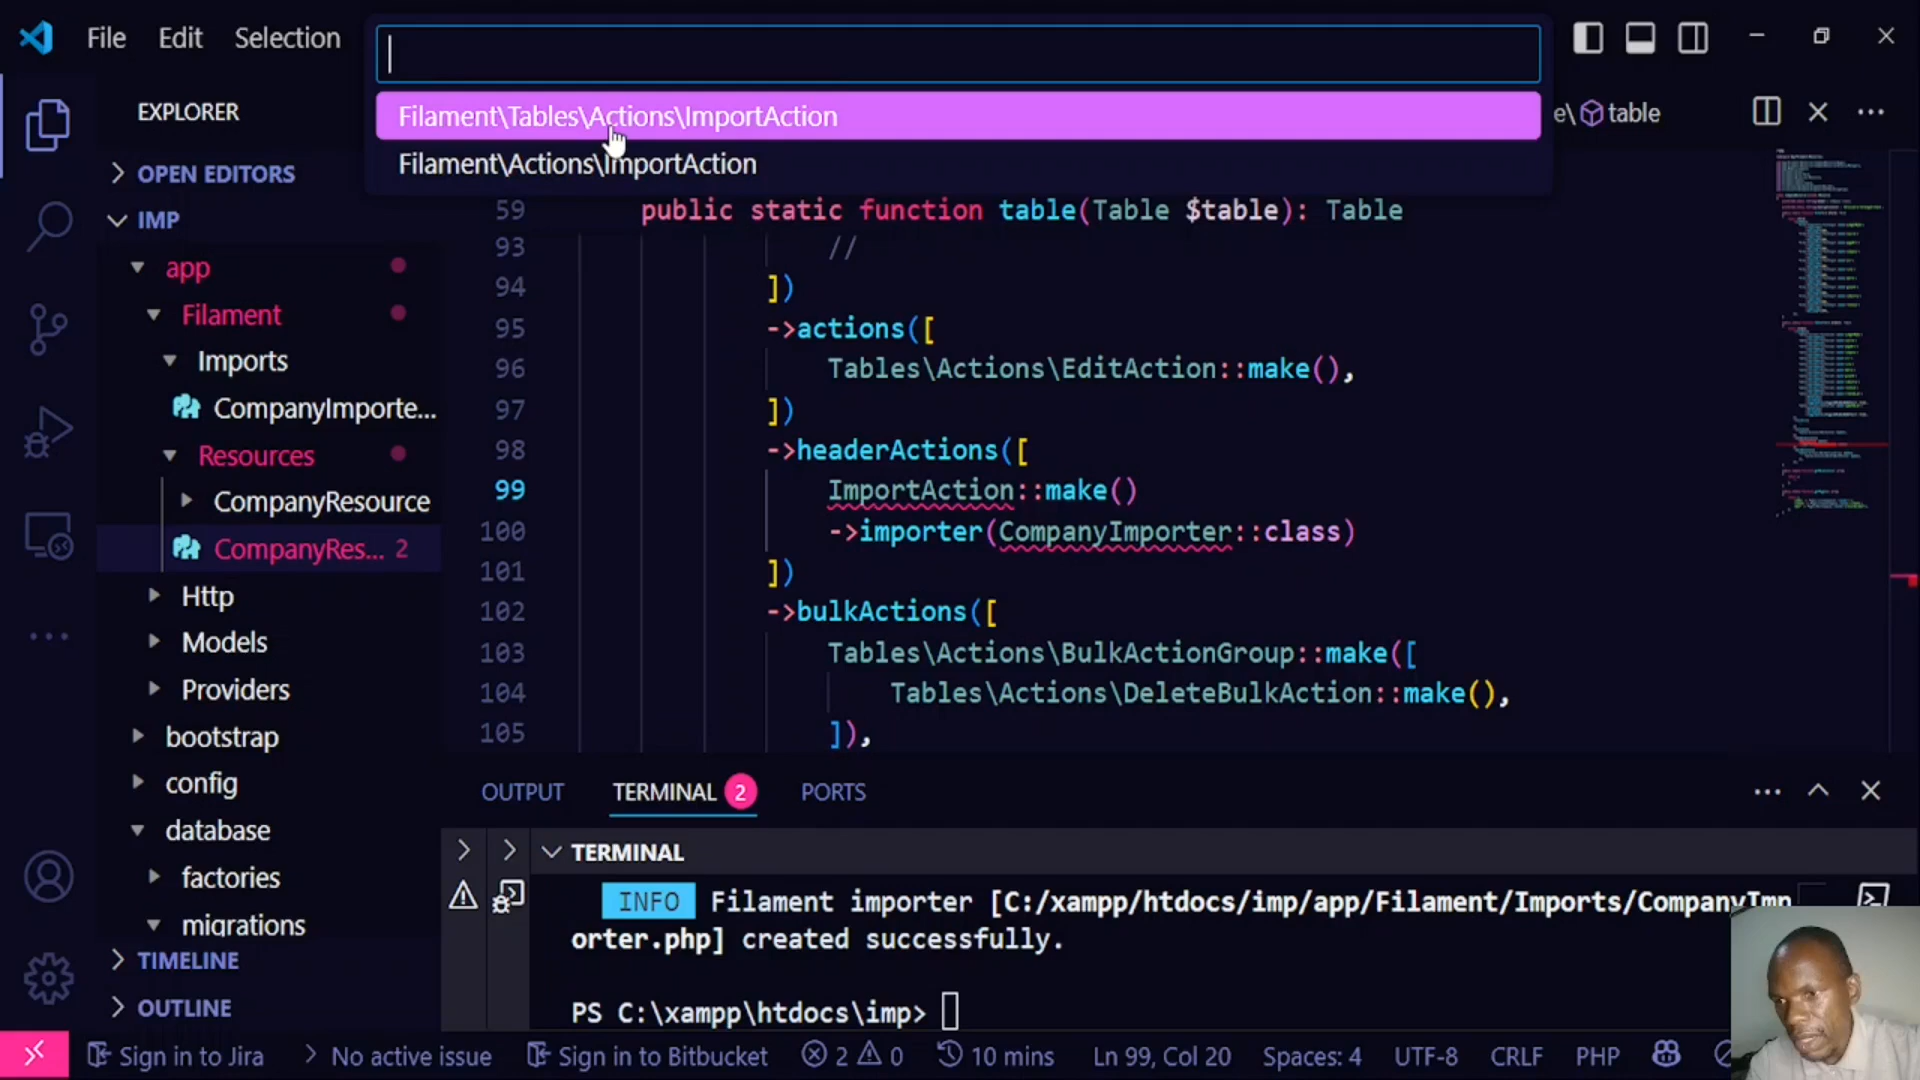 File Edit Selection
Filament\Tables\Actions\ImportAction
Filament\Actions\ImportAction
e\ table
EXPLORER
OPEN EDITORS
IMP
app
Filament
Imports
CompanyImporte...
Resources
CompanyResource
CompanyRes... 2
Http
Models
Providers
bootstrap
config
database
factories
migrations
TIMELINE
OUTLINE
59 public static function table(Table $table): Table
93 //
94 ])
95 ->actions([
96 Tables\Actions\EditAction::make(),
97 ])
98 ->headerActions([
99 ImportAction::make()
100 ->importer(CompanyImporter::class)
101 ])
102 ->bulkActions([
103 Tables\Actions\BulkActionGroup::make([
104 Tables\Actions\DeleteBulkAction::make(),
105 ]),
OUTPUT TERMINAL 2 PORTS
TERMINAL
INFO Filament importer [C:/xampp/htdocs/imp/app/Filament/Imports/CompanyImp
orter.php] created successfully.
PS C:\xampp\htdocs\imp>
Sign in to Jira No active issue Sign in to Bitbucket 2 0 10 mins Ln 99, Col 20 Spaces: 4 UTF-8 CRLF PHP